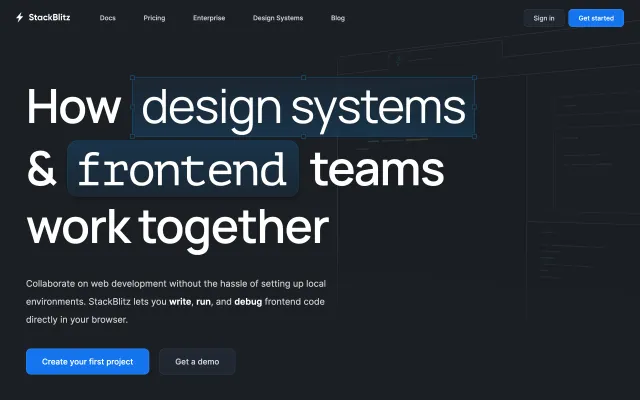 StackBlitz Docs Pricing Enterprise Design Systems Blog Sign in Get started
How design systems
& frontend teams
work together
Collaborate on web development without the hassle of setting up local
environments. StackBlitz lets you write, run, and debug frontend code
directly in your browser.
Create your first project Get a demo